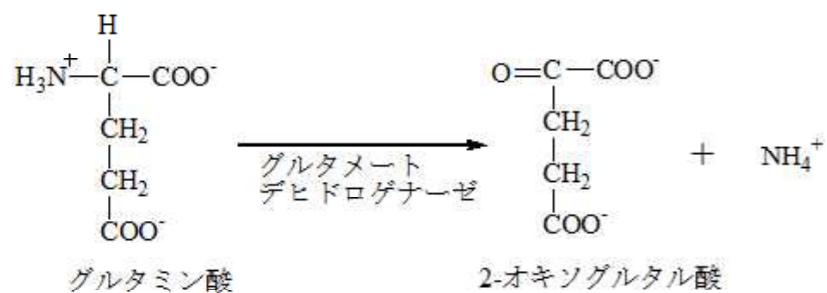 H
H₃N⁺—C—COO⁻
CH₂
CH₂
COO⁻
グルタミン酸
グルタメート
デヒドロゲナーゼ
O=C—COO⁻
CH₂
CH₂
COO⁻
2-オキソグルタル酸
+
NH₄⁺